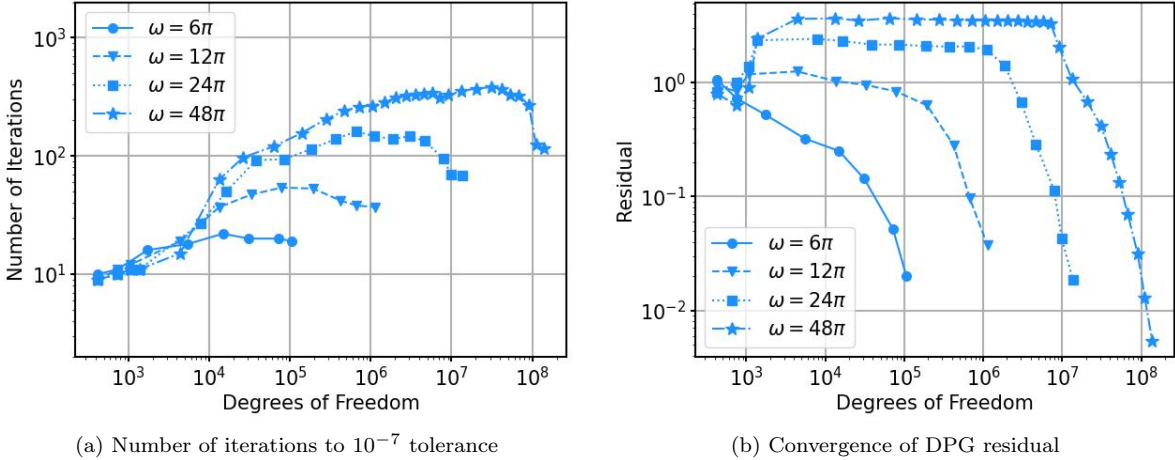 10³
10²
10¹
Number of Iterations
ω = 6π
ω = 12π
ω = 24π
ω = 48π
10³ 10⁴ 10⁵ 10⁶ 10⁷ 10⁸
Degrees of Freedom
(a) Number of iterations to 10⁻⁷ tolerance
10⁰
10⁻¹
10⁻²
Residual
ω = 6π
ω = 12π
ω = 24π
ω = 48π
10³ 10⁴ 10⁵ 10⁶ 10⁷ 10⁸
Degrees of Freedom
(b) Convergence of DPG residual